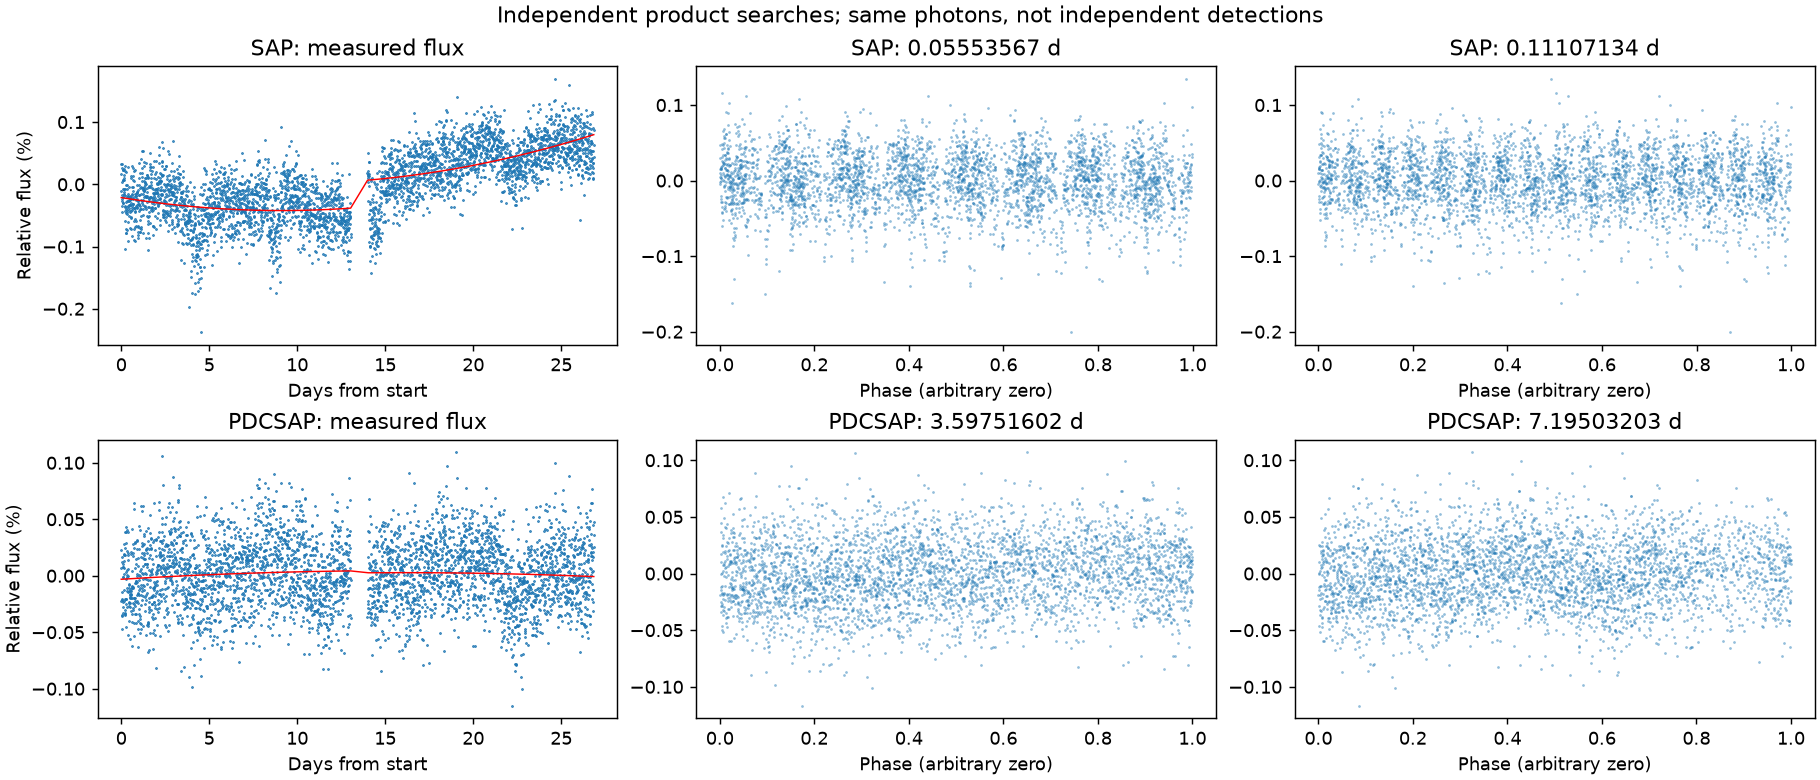 Independent product searches; same photons, not independent detections
SAP: measured flux
SAP: 0.05553567 d
SAP: 0.11107134 d
Relative flux (%)
0.1
0.0
−0.1
−0.2
0.1
0.0
−0.1
−0.2
0.1
0.0
−0.1
−0.2
0 5 10 15 20 25
0.0 0.2 0.4 0.6 0.8 1.0
0.0 0.2 0.4 0.6 0.8 1.0
Days from start
Phase (arbitrary zero)
Phase (arbitrary zero)
PDCSAP: measured flux
PDCSAP: 3.59751602 d
PDCSAP: 7.19503203 d
Relative flux (%)
0.10
0.05
0.00
−0.05
−0.10
0.10
0.05
0.00
−0.05
−0.10
0.10
0.05
0.00
−0.05
−0.10
0 5 10 15 20 25
0.0 0.2 0.4 0.6 0.8 1.0
0.0 0.2 0.4 0.6 0.8 1.0
Days from start
Phase (arbitrary zero)
Phase (arbitrary zero)